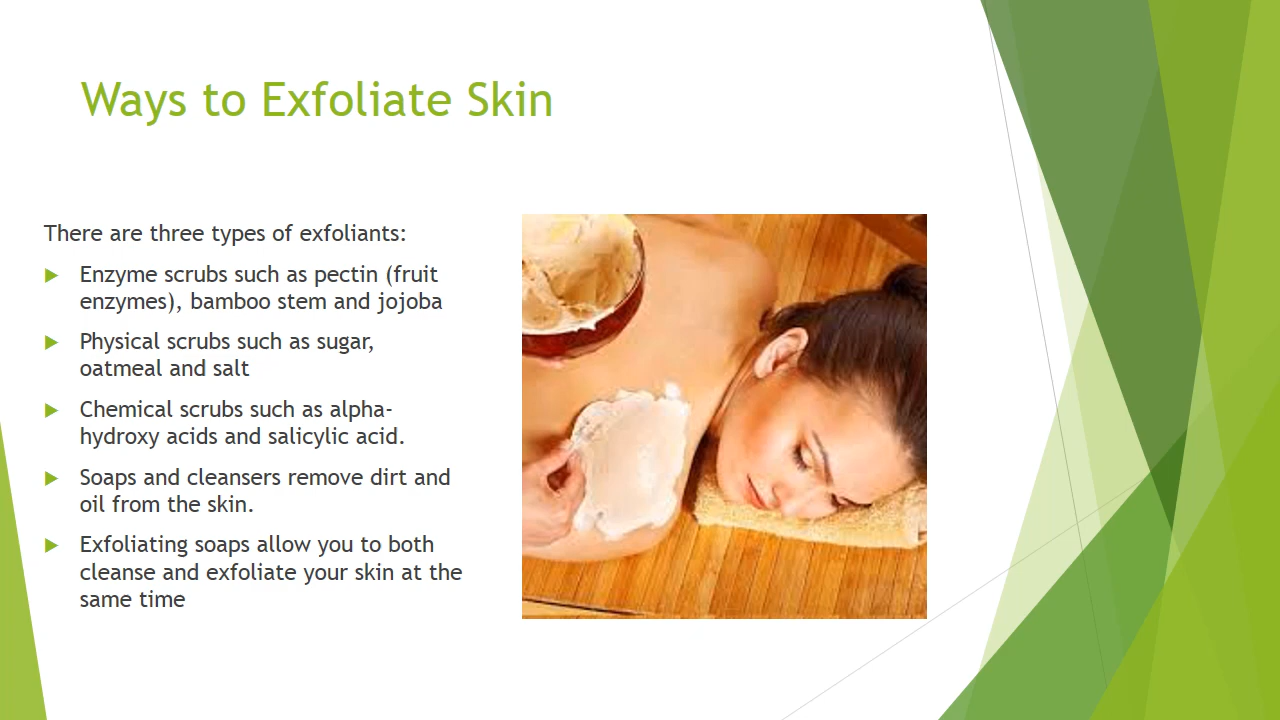 Ways to Exfoliate Skin
There are three types of exfoliants:
Enzyme scrubs such as pectin (fruit
enzymes), bamboo stem and jojoba
Physical scrubs such as sugar,
oatmeal and salt
Chemical scrubs such as alpha-
hydroxy acids and salicylic acid.
Soaps and cleansers remove dirt and
oil from the skin.
Exfoliating soaps allow you to both
cleanse and exfoliate your skin at the
same time